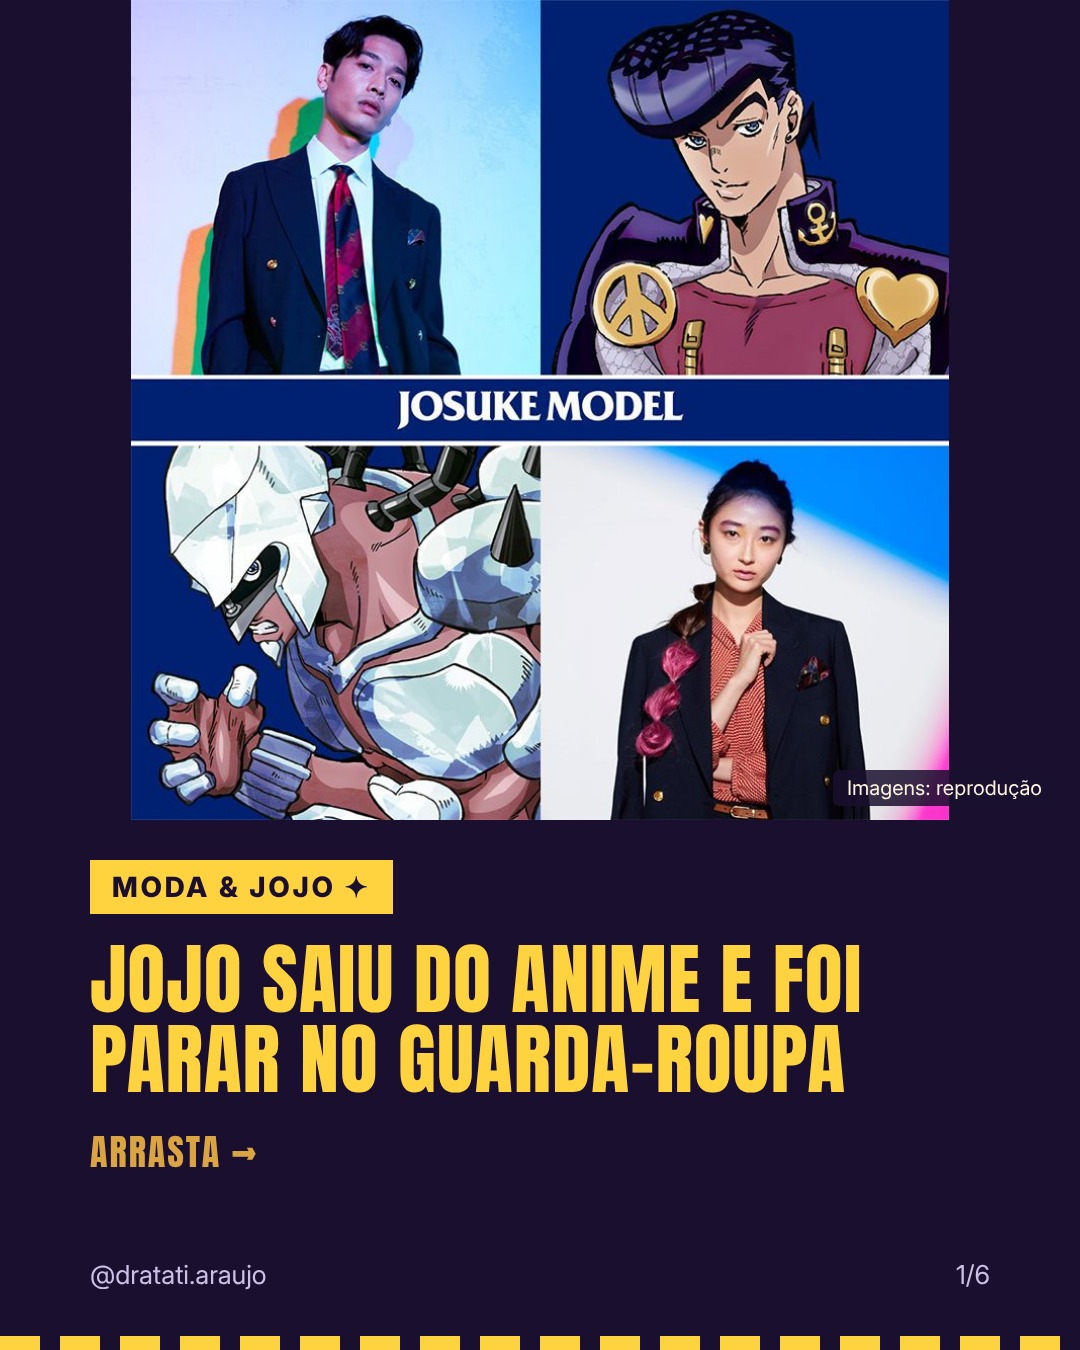 JOSUKE MODEL
Imagens: reprodução
MODA & JOJO ✦
JOJO SAIU DO ANIME E FOI
PARAR NO GUARDA-ROUPA
ARRASTA →
@dratati.araujo
1/6